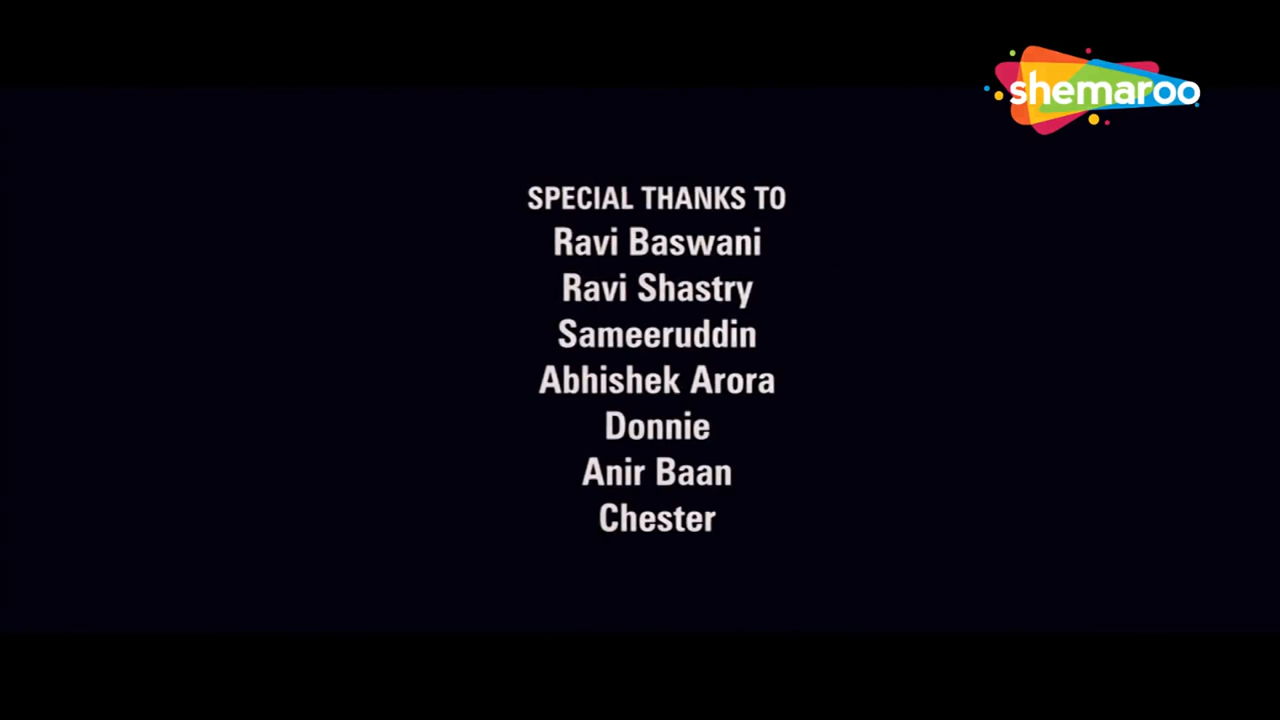 shemaroo
SPECIAL THANKS TO
Ravi Baswani
Ravi Shastry
Sameeruddin
Abhishek Arora
Donnie
Anir Baan
Chester